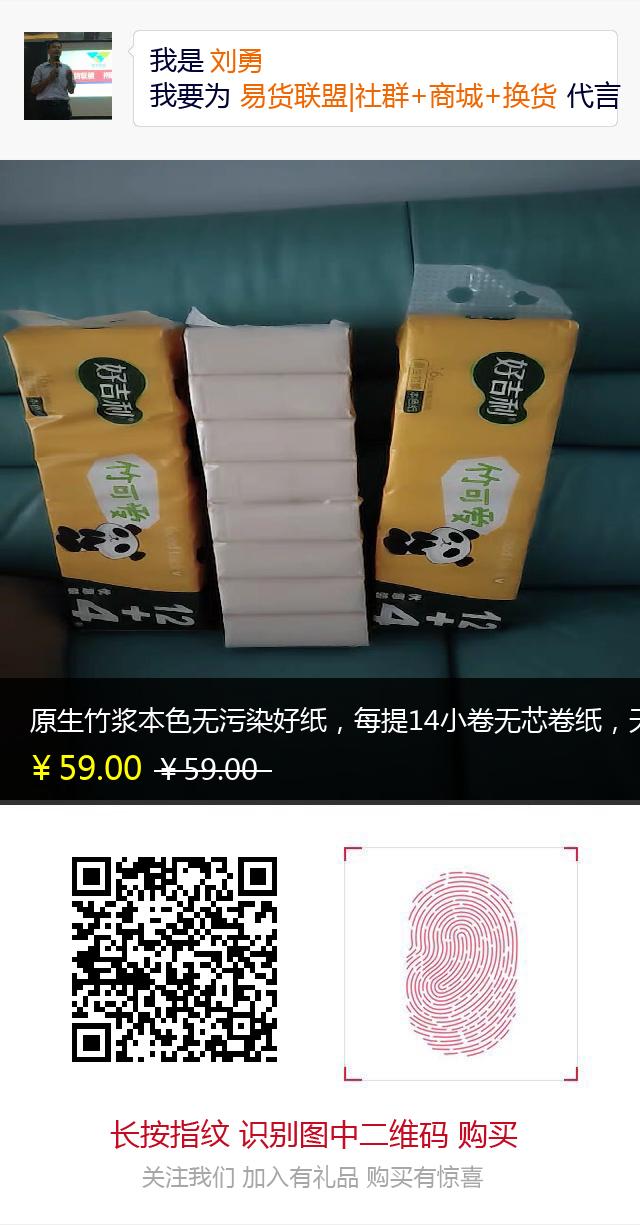 我是 刘勇
我要为 易货联盟|社群+商城+换货 代言
好吉利
竹可爱
12+4
好吉利
竹可爱
12+4
原生竹浆本色无污染好纸，每提14小卷无芯卷纸，天
￥59.00 ￥59.00
长按指纹 识别图中二维码 购买
关注我们 加入有礼品 购买有惊喜